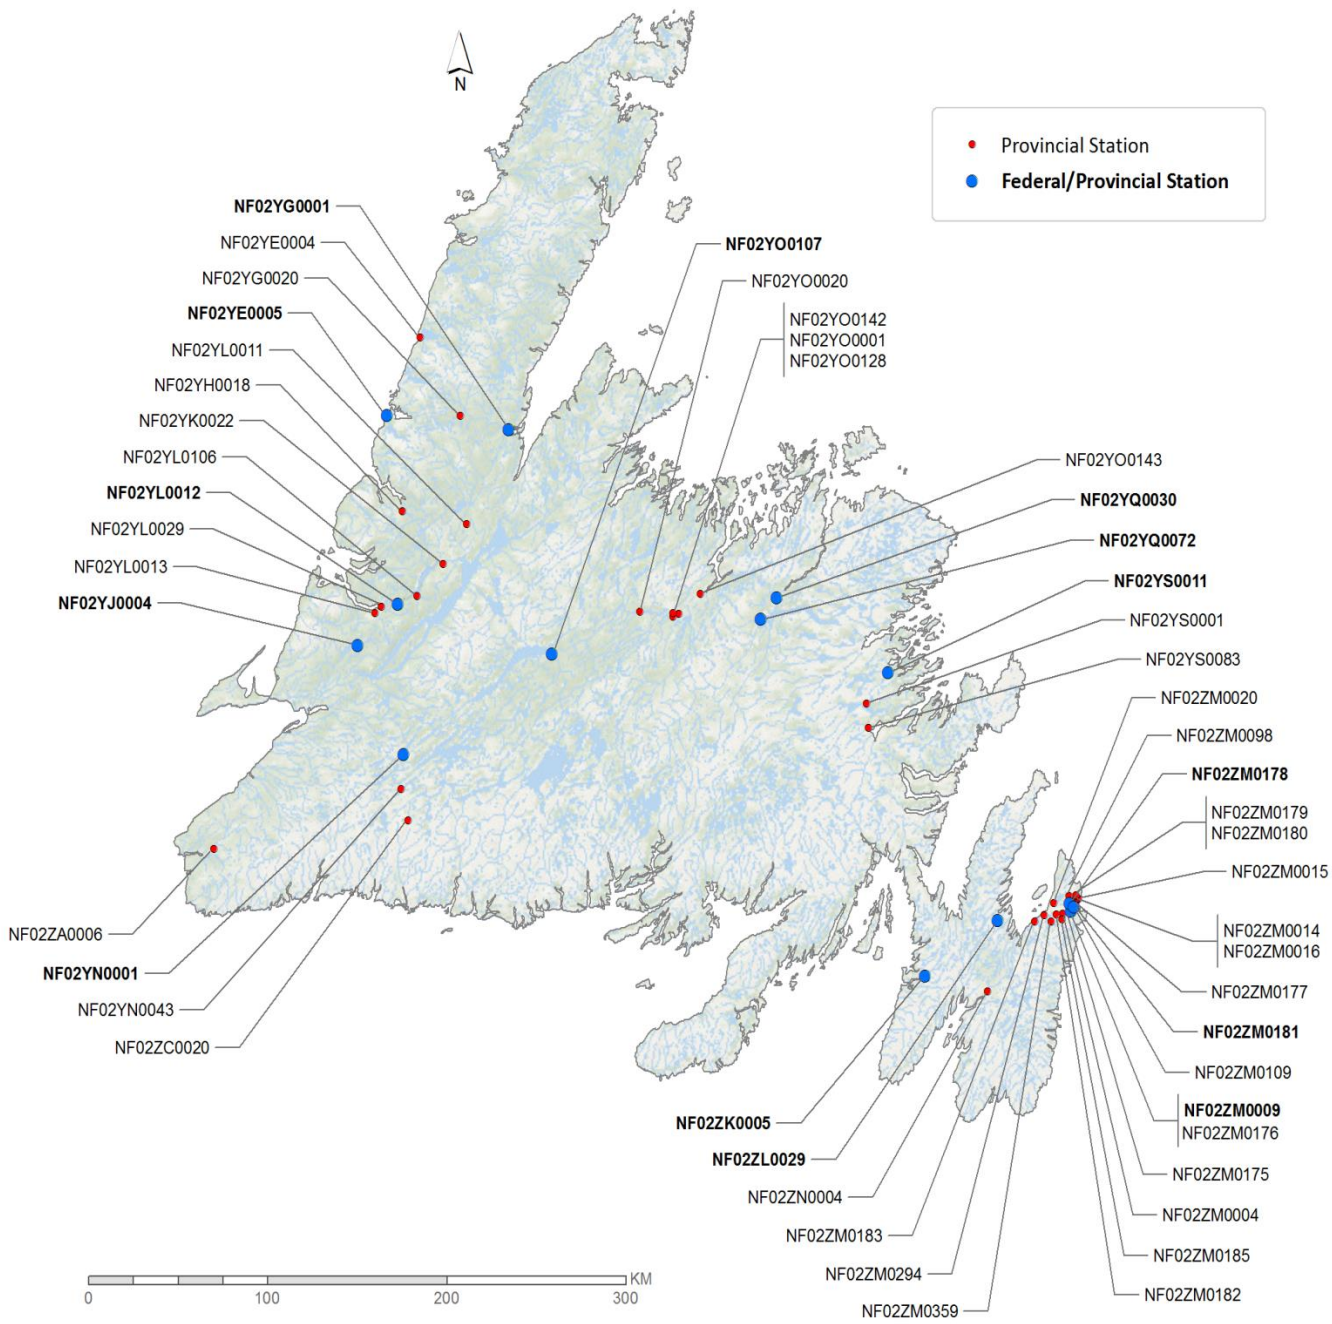 N
Provincial Station
Federal/Provincial Station
NF02YG0001
NF02YE0004
NF02YG0020
NF02YE0005
NF02YL0011
NF02YH0018
NF02YK0022
NF02YL0106
NF02YL0012
NF02YL0029
NF02YL0013
NF02YJ0004
NF02YO0107
NF02YO0020
NF02YO0142
NF02YO0001
NF02YO0128
NF02YO0143
NF02YQ0030
NF02YQ0072
NF02YS0011
NF02YS0001
NF02YS0083
NF02ZM0020
NF02ZM0098
NF02ZM0178
NF02ZM0179
NF02ZM0180
NF02ZM0015
NF02ZM0014
NF02ZM0016
NF02ZM0177
NF02ZM0181
NF02ZM0109
NF02ZM0009
NF02ZM0176
NF02ZM0175
NF02ZM0004
NF02ZM0185
NF02ZM0182
NF02ZA0006
NF02YN0001
NF02YN0043
NF02ZC0020
NF02ZK0005
NF02ZL0029
NF02ZN0004
NF02ZM0183
NF02ZM0294
NF02ZM0359
KM
0 100 200 300